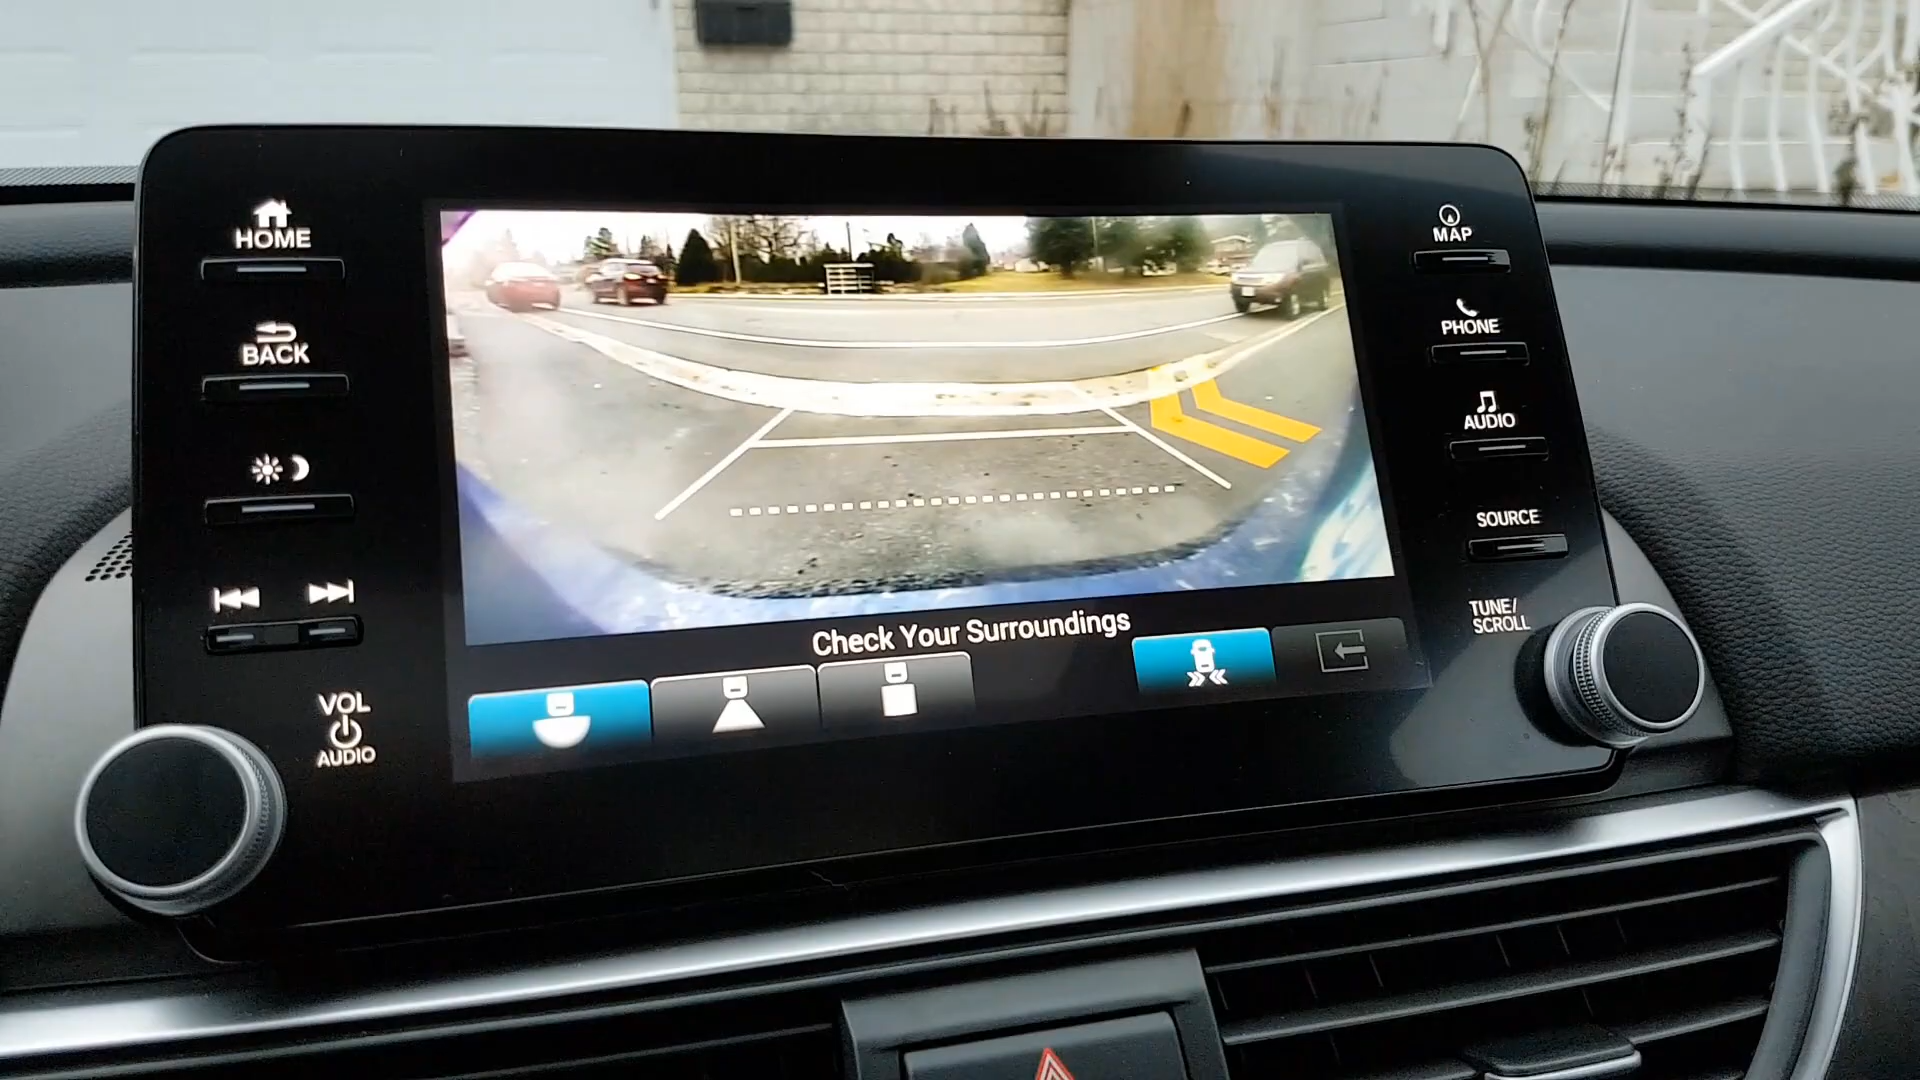 HOME
BACK
VOL
AUDIO
Check Your Surroundings
MAP
PHONE
AUDIO
SOURCE
TUNE/
SCROLL